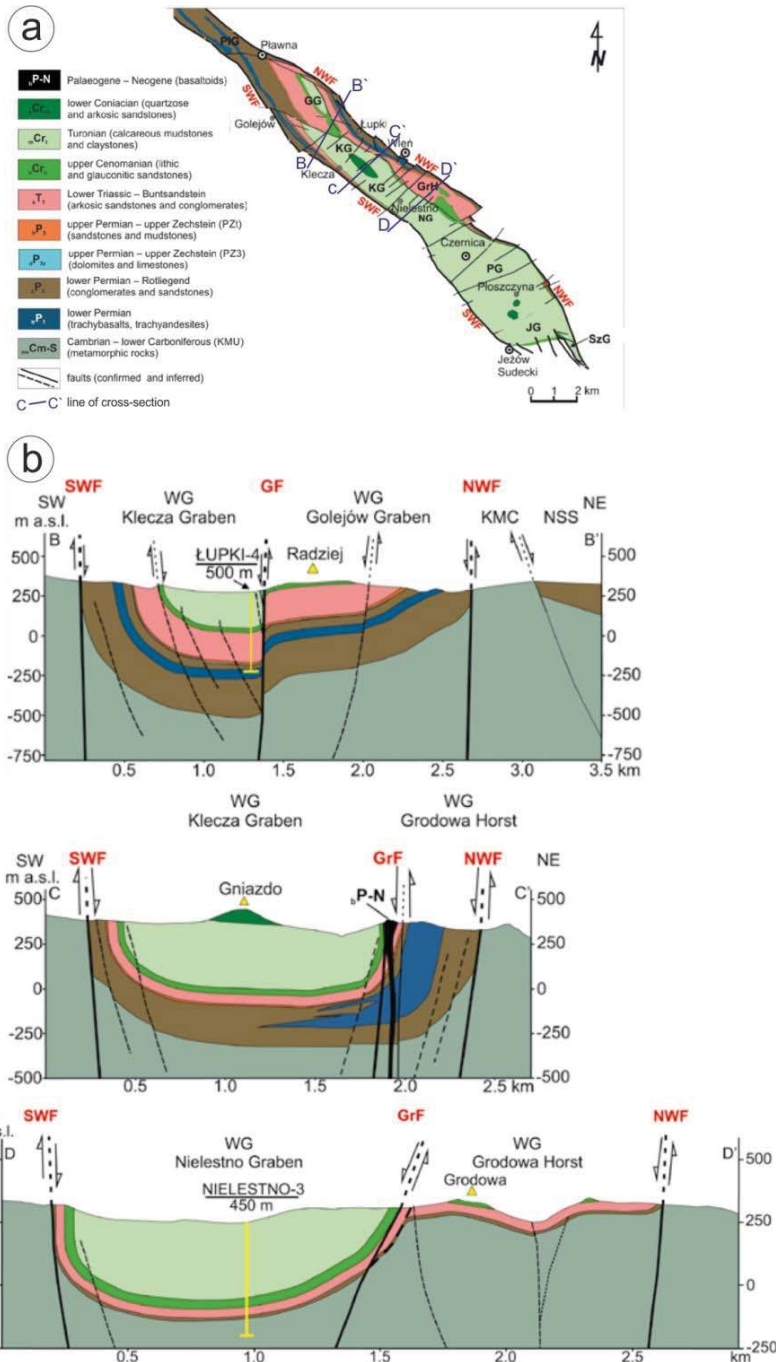 a
PlG
Pławna
N
NWF
B`
GG
SWF
Golejów
Łupki
C`
Wleń
KG
D`
B
NWF
Klecza
C
KG
GrH
SWF
D
Nielestno
NG
Czernica
PG
Płoszczyna
NWF
SWF
JG
SzG
Jeżów
Sudecki
0 1 2 km
bP-N Palaeogene – Neogene (basaltoids)
lower Coniacian (quartzose
and arkosic sandstones)
Turonian (calcareous mudstones
and claystones)
upper Cenomanian (lithic
and glauconitic sandstones)
Lower Triassic – Buntsandstein
(arkosic sandstones and conglomerates)
upper Permian – upper Zechstein (PZt)
(sandstones and mudstones)
upper Permian – upper Zechstein (PZ3)
(dolomites and limestones)
lower Permian – Rotliegend
(conglomerates and sandstones)
lower Permian
(trachybasalts, trachyandesites)
Cm-S Cambrian – lower Carboniferous (KMU)
(metamorphic rocks)
faults (confirmed and inferred)
C C` line of cross-section
b
SWF GF NWF
SW WG WG NE
m a.s.l. Klecza Graben Golejów Graben KMC NSS
B B'
ŁUPKI-4 Radziej
500 m
500 500
250 250
0 0
-250 -250
-500 -500
-750 -750
0.5 1.0 1.5 2.0 2.5 3.0 3.5 km
WG WG
Klecza Graben Grodowa Horst
SW SWF GrF NWF NE
m a.s.l.
C Gniazdo bP-N C'
500 500
250 250
0 0
-250 -250
-500 -500
0.5 1.0 1.5 2.0 2.5 km
SWF GrF NWF
s.l.
D WG WG D'
Nielestno Graben Grodzka Horst
NIELESTNO-3 Grodowa
450 m
500
250
0
-250
0.5 1.0 1.5 2.0 2.5 km